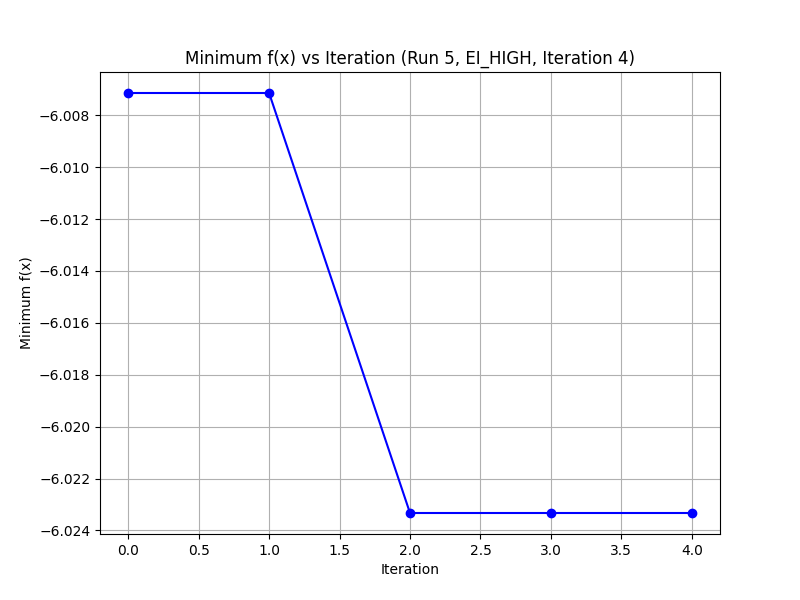 Minimum f(x) vs Iteration (Run 5, EI_HIGH, Iteration 4)
Minimum f(x)
−6.008
−6.010
−6.012
−6.014
−6.016
−6.018
−6.020
−6.022
−6.024
0.0 0.5 1.0 1.5 2.0 2.5 3.0 3.5 4.0
Iteration